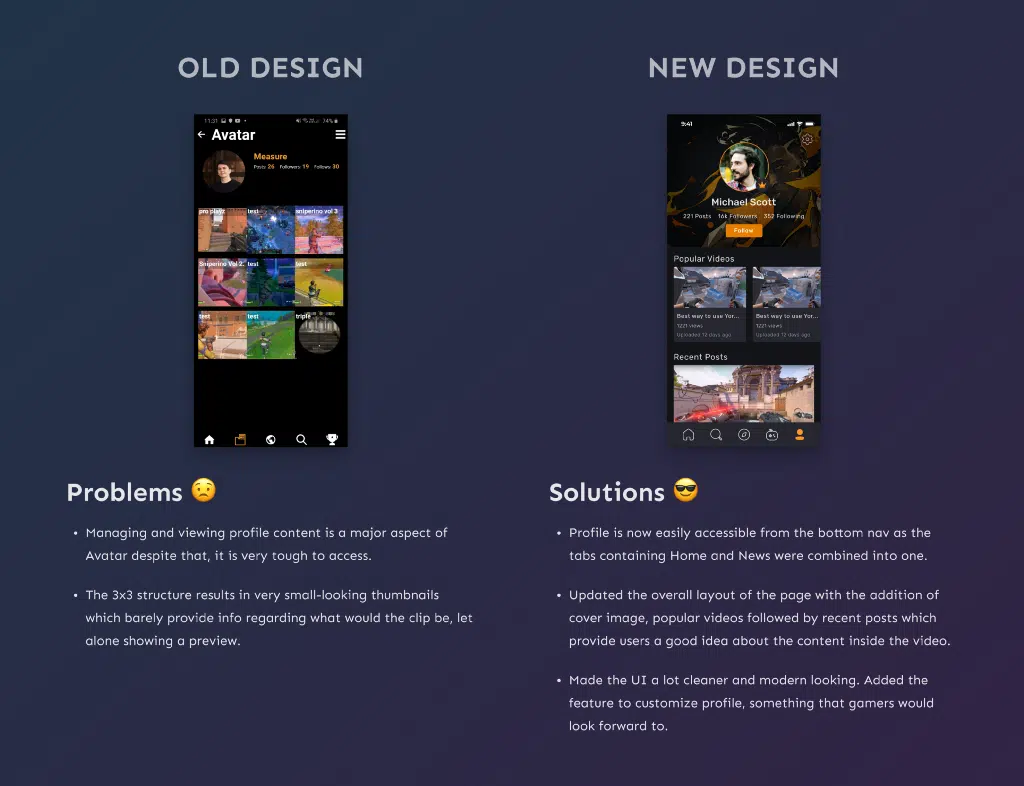 OLD DESIGN
NEW DESIGN
11:31
74%
Avatar
Measure
Posts 26 Followers 19 Follows 30
pro playz
test
sniperino vol 3
Sniperino Vol 2.
test
test
test
test
triple
9:41
Michael Scott
221 Posts 16k Followers 352 Following
Follow
Popular Videos
Best way to use Yor...
1221 views
Uploaded 12 days ago
Best way to use Yor...
1221 views
Uploaded 12 days ago
Recent Posts
Problems 😟
• Managing and viewing profile content is a major aspect of
Avatar despite that, it is very tough to access.
• The 3x3 structure results in very small-looking thumbnails
which barely provide info regarding what would the clip be, let
alone showing a preview.
Solutions 😎
• Profile is now easily accessible from the bottom nav as the
tabs containing Home and News were combined into one.
• Updated the overall layout of the page with the addition of
cover image, popular videos followed by recent posts which
provide users a good idea about the content inside the video.
• Made the UI a lot cleaner and modern looking. Added the
feature to customize profile, something that gamers would
look forward to.